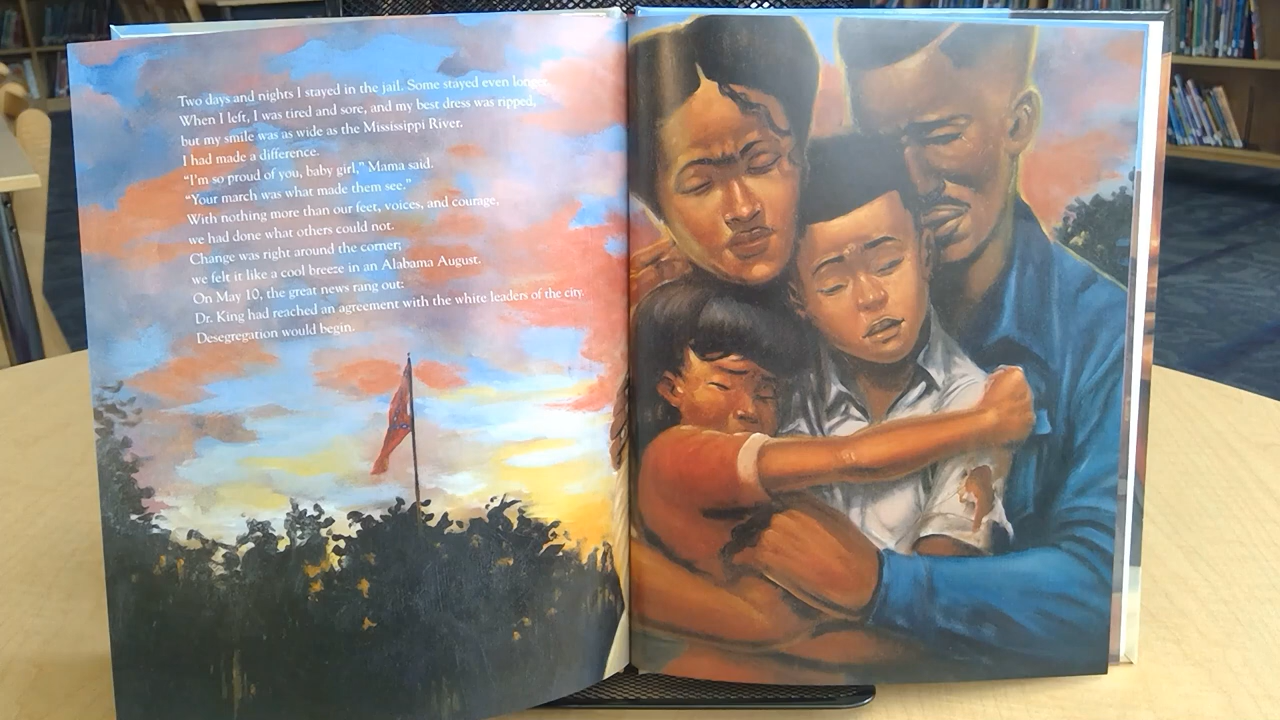 Two days and nights I stayed in the jail. Some stayed even longer.
When I left, I was tired and sore, and my best dress was ripped,
but my smile was as wide as the Mississippi River.
I had made a difference.
“I’m so proud of you, baby girl,” Mama said.
“Your march was what made them see.”
With nothing more than our feet, voices, and courage,
we had done what others could not.
Change was right around the corner;
we felt it like a cool breeze in an Alabama August.
On May 10, the great news rang out:
Dr. King had reached an agreement with the white leaders of the city.
Desegregation would begin.